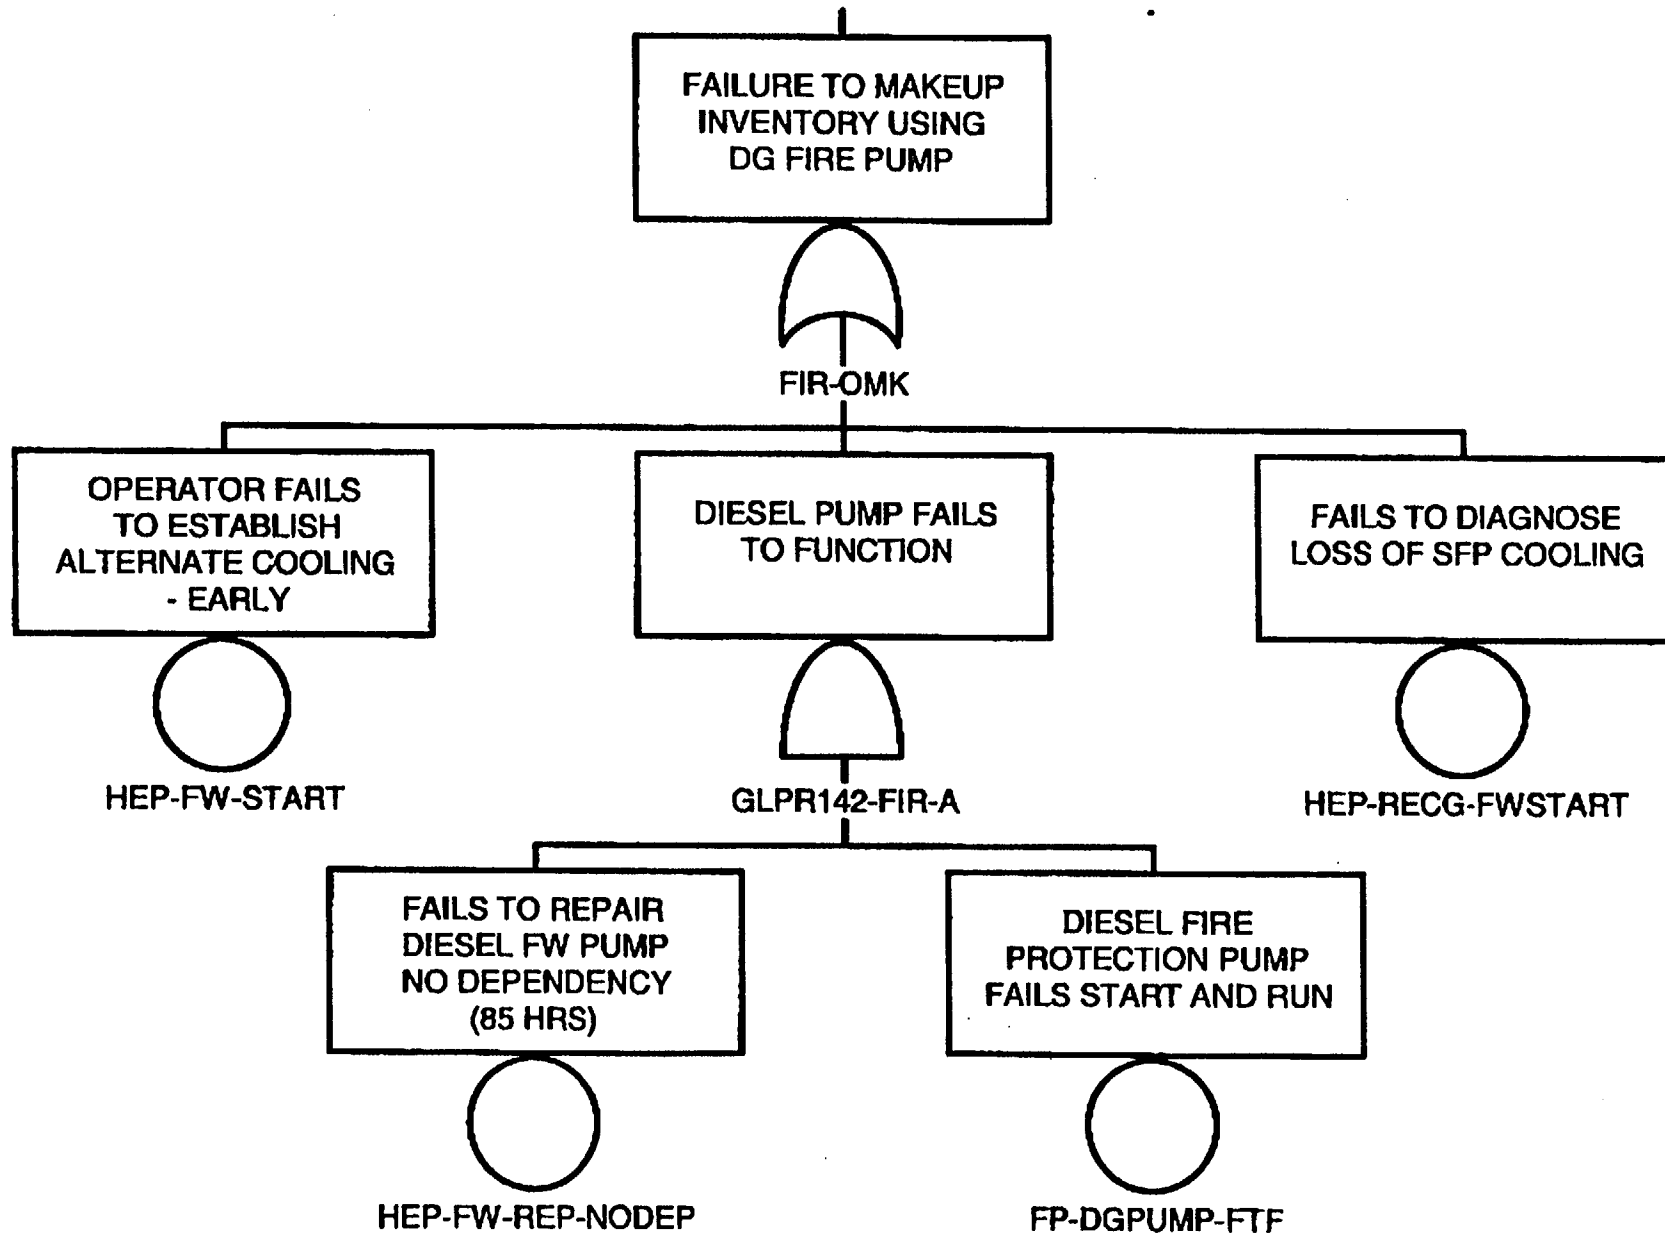 FAILURE TO MAKEUP
INVENTORY USING
DG FIRE PUMP
FIR-OMK
OPERATOR FAILS
TO ESTABLISH
ALTERNATE COOLING
- EARLY
HEP-FW-START
DIESEL PUMP FAILS
TO FUNCTION
GLPR142-FIR-A
FAILS TO DIAGNOSE
LOSS OF SFP COOLING
HEP-RECG-FWSTART
FAILS TO REPAIR
DIESEL FW PUMP
NO DEPENDENCY
(85 HRS)
HEP-FW-REP-NODEP
DIESEL FIRE
PROTECTION PUMP
FAILS START AND RUN
FP-DGPUMP-FTF